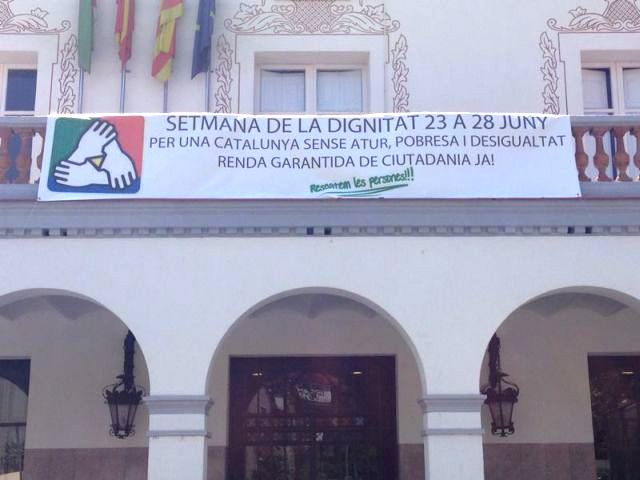 SETMANA DE LA DIGNITAT 23 A 28 JUNY
PER UNA CATALUNYA SENSE ATUR, POBRESA I DESIGUALTAT
RENDA GARANTIDA DE CIUTADANIA JA!
Rescatem les persones!!!